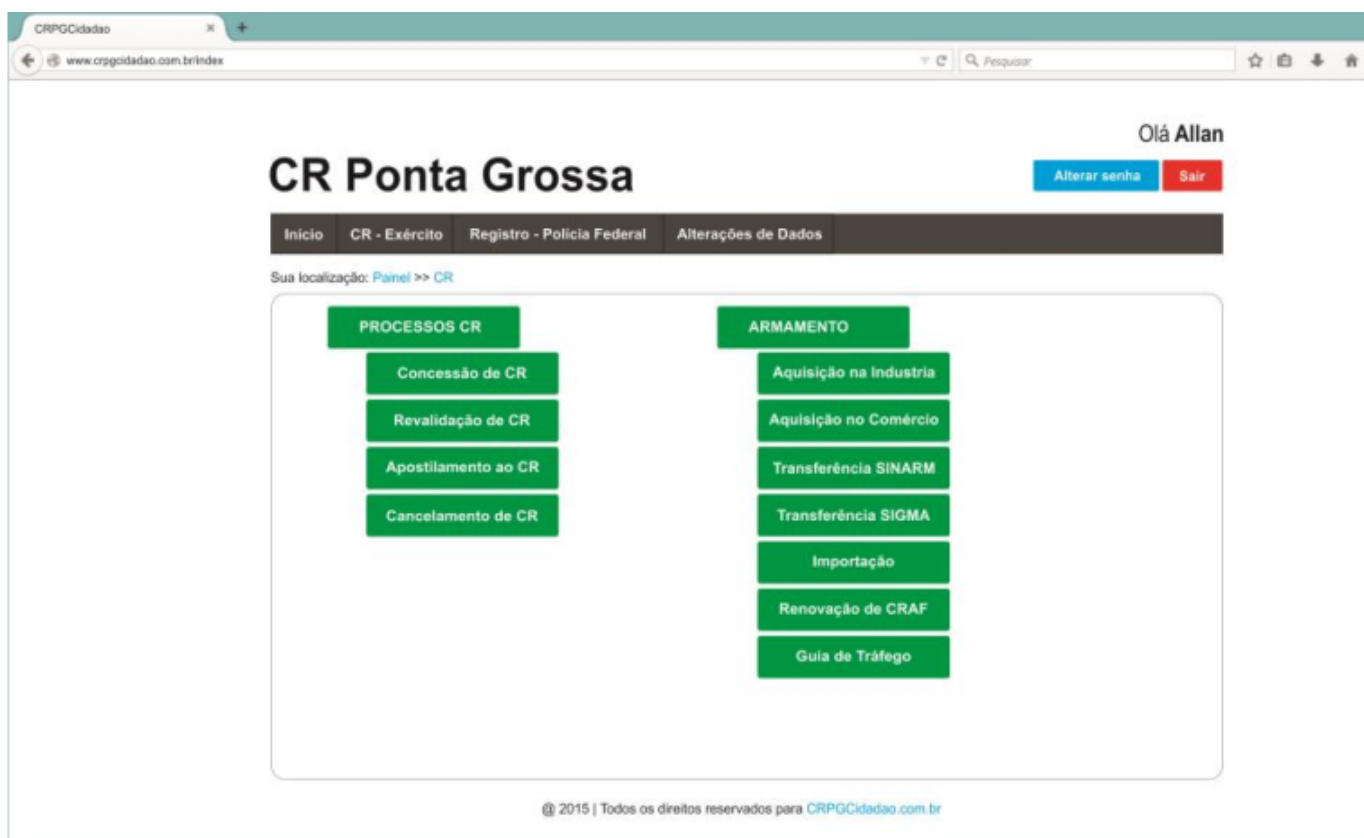 CRPGCidadao
www.crpgcidadao.com.br/index
Pesquisar
Olá Allan
CR Ponta Grossa
Alterar senha
Sair
Início
CR - Exército
Registro - Polícia Federal
Alterações de Dados
Sua localização: Painel >> CR
PROCESSOS CR
Concessão de CR
Revalidação de CR
Apostilamento ao CR
Cancelamento de CR
ARMAMENTO
Aquisição na Industria
Aquisição no Comércio
Transferência SINARM
Transferência SIGMA
Importação
Renovação de CRAF
Guia de Tráfego
@ 2015 | Todos os direitos reservados para CRPGCidadao.com.br